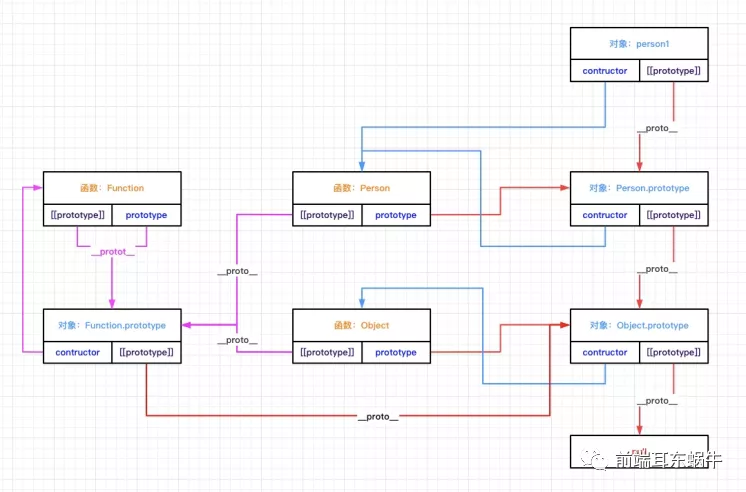 对象：person1
contructor [[prototype]]
__proto__
函数：Function
函数：Person
对象：Person.prototype
[[prototype]] prototype
[[prototype]] prototype
contructor [[prototype]]
__protot_
__proto__
__proto__
对象：Function.prototype
函数：Object
对象：Object.prototype
contructor [[prototype]]
[[prototype]] prototype
contructor [[prototype]]
__proto__
__proto__
__proto__
null
前端耳东蜗牛